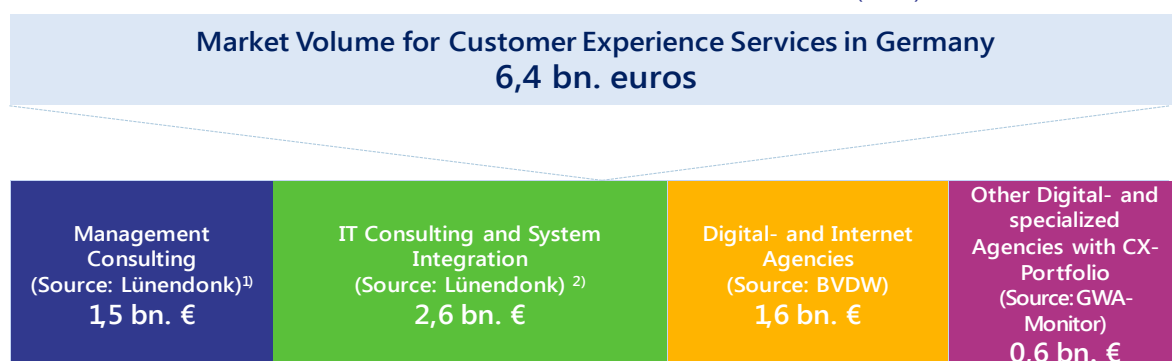 Market Volume for Customer Experience Services in Germany
6,4 bn. euros
Management
Consulting
(Source: Lünendonk)¹⁾
1,5 bn. €
IT Consulting and System
Integration
(Source: Lünendonk) ²⁾
2,6 bn. €
Digital- and Internet
Agencies
(Source: BVDW)
1,6 bn. €
Other Digital- and
specialized
Agencies with CX-
Portfolio
(Source:GWA-
Monitor)
0,6 bn. €